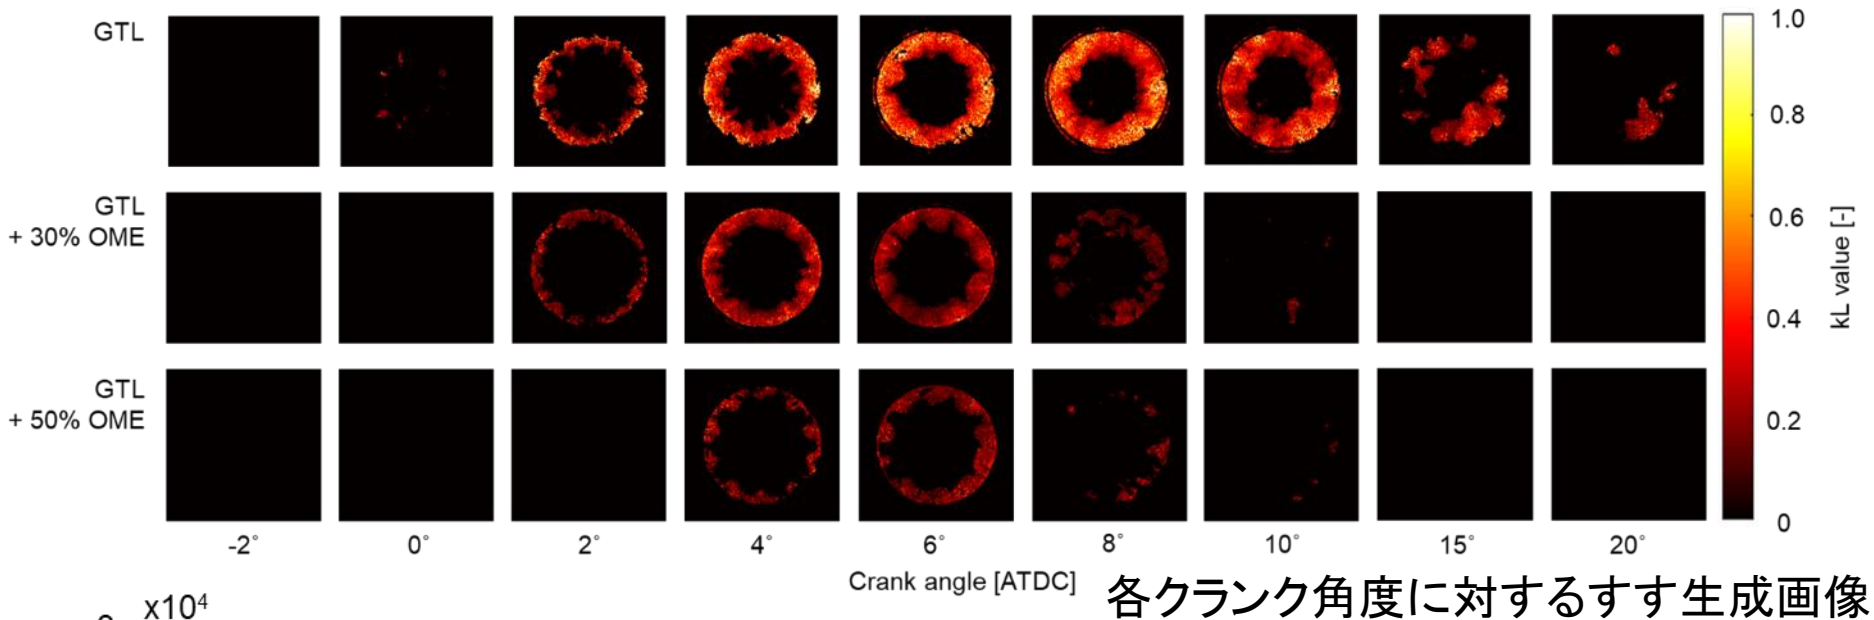 GTL
GTL
+ 30% OME
GTL
+ 50% OME
1.0
0.8
0.6
0.4
0.2
0
kL value [-]
-2° 0° 2° 4° 6° 8° 10° 15° 20°
Crank angle [ATDC]
各クランク角度に対するすす生成画像
x10⁴